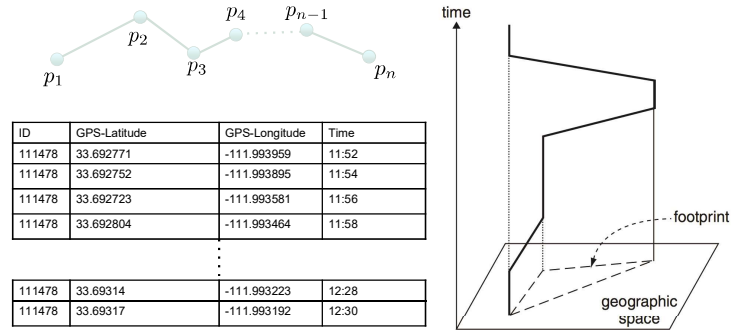 p1
p2
p3
p4
pn−1
pn
ID GPS-Latitude GPS-Longitude Time
111478 33.692771 -111.993959 11:52
111478 33.692752 -111.993895 11:54
111478 33.692723 -111.993581 11:56
111478 33.692804 -111.993464 11:58
111478 33.69314 -111.993223 12:28
111478 33.69317 -111.993192 12:30
time
footprint
geographic
space